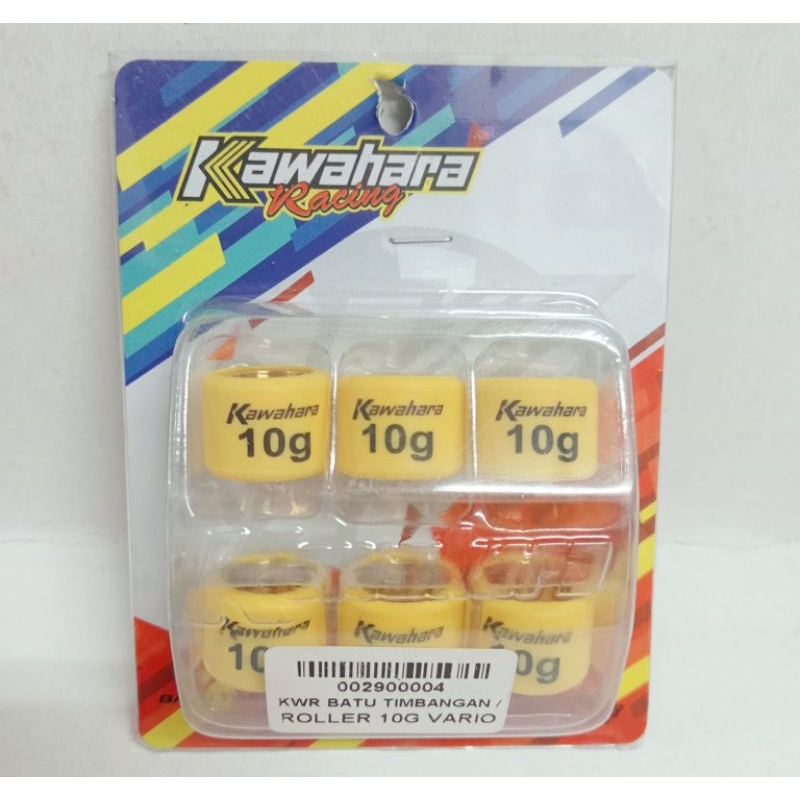 Kawahara
Racing
Kawahara
10g
Kawahara
10g
Kawahara
10g
Kawahara
10
Kawahara
Kawahara
10g
002900004
KWR BATU TIMBANGAN /
ROLLER 10G VARIO